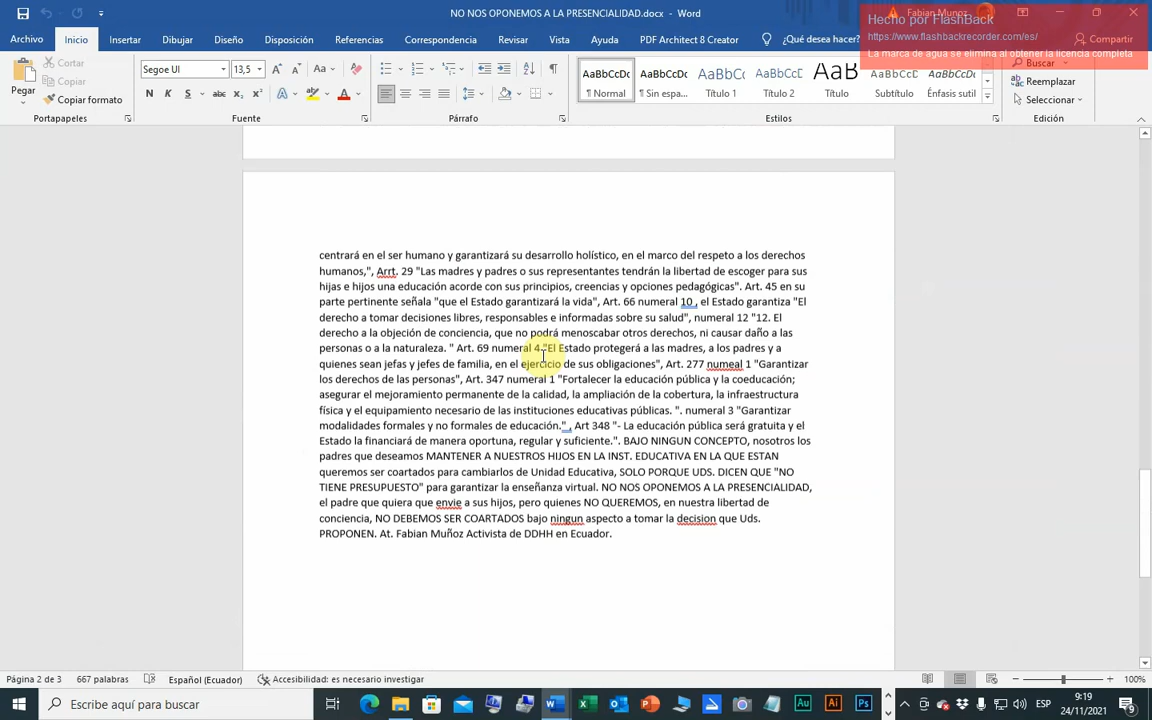 NO NOS OPONEMOS A LA PRESENCIALIDAD.docx - Word
Fabian Munoz
Hecho por FlashBack
https://www.flashbackrecorder.com/es/
La marca de agua se elimina al obtener la licencia completa
Archivo Inicio Insertar Dibujar Diseño Disposición Referencias Correspondencia Revisar Vista Ayuda PDF Architect 8 Creator ¿Qué desea hacer? Compartir
Pegar
Cortar
Copiar
Copiar formato
Portapapeles
Segoe UI 13,5
Fuente
Párrafo
AaBbCcDc AaBbCcDc AaBbCc AaBbCcD AaBb AaBbCcD AaBbCcDc
¶ Normal ¶ Sin espa... Título 1 Título 2 Título Subtítulo Énfasis sutil
Estilos
Buscar
Reemplazar
Seleccionar
Edición
centrará en el ser humano y garantizará su desarrollo holístico, en el marco del respeto a los derechos
humanos,", Arrt. 29 "Las madres y padres o sus representantes tendrán la libertad de escoger para sus
hijas e hijos una educación acorde con sus principios, creencias y opciones pedagógicas". Art. 45 en su
parte pertinente señala "que el Estado garantizará la vida", Art. 66 numeral 10 , el Estado garantiza "El
derecho a tomar decisiones libres, responsables e informadas sobre su salud", numeral 12 "12. El
derecho a la objeción de conciencia, que no podrá menoscabar otros derechos, ni causar daño a las
personas o a la naturaleza. " Art. 69 numeral 4 "El Estado protegerá a las madres, a los padres y a
quienes sean jefas y jefes de familia, en el ejercicio de sus obligaciones", Art. 277 numeal 1 "Garantizar
los derechos de las personas", Art. 347 numeral 1 "Fortalecer la educación pública y la coeducación;
asegurar el mejoramiento permanente de la calidad, la ampliación de la cobertura, la infraestructura
física y el equipamiento necesario de las instituciones educativas públicas. ". numeral 3 "Garantizar
modalidades formales y no formales de educación." , Art 348 "- La educación pública será gratuita y el
Estado la financiará de manera oportuna, regular y suficiente.". BAJO NINGUN CONCEPTO, nosotros los
padres que deseamos MANTENER A NUESTROS HIJOS EN LA INST. EDUCATIVA EN LA QUE ESTAN
queremos ser coartados para cambiarlos de Unidad Educativa, SOLO PORQUE UDS. DICEN QUE "NO
TIENE PRESUPUESTO" para garantizar la enseñanza virtual. NO NOS OPONEMOS A LA PRESENCIALIDAD,
el padre que quiera que envie a sus hijos, pero quienes NO QUEREMOS, en nuestra libertad de
conciencia, NO DEBEMOS SER COARTADOS bajo ningun aspecto a tomar la decision que Uds.
PROPONEN. At. Fabian Muñoz Activista de DDHH en Ecuador.
Página 2 de 3 667 palabras Español (Ecuador) Accesibilidad: es necesario investigar 100%
Escribe aquí para buscar
ESP
9:19
24/11/2021